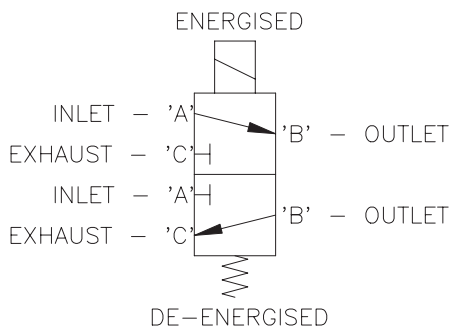 ENERGISED
INLET - 'A' 'B' - OUTLET
EXHAUST - 'C'
INLET - 'A' 'B' - OUTLET
EXHAUST - 'C'
DE-ENERGISED